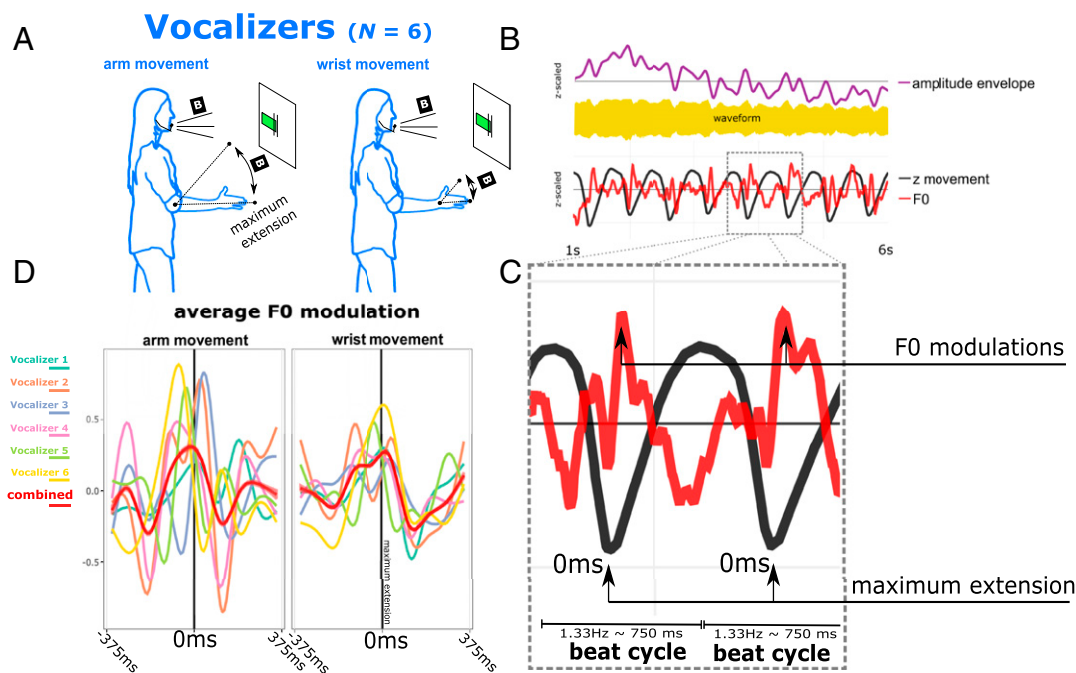 A
Vocalizers (N = 6)
arm movement
wrist movement
B
B
B
B
maximum
extension
B
z-scaled
amplitude envelope
waveform
z-scaled
z movement
F0
1s
6s
C
F0 modulations
0ms
0ms
maximum extension
1.33Hz ~ 750 ms
1.33Hz ~ 750 ms
beat cycle
beat cycle
D
average F0 modulation
arm movement
wrist movement
Vocalizer 1
Vocalizer 2
Vocalizer 3
Vocalizer 4
Vocalizer 5
Vocalizer 6
combined
0.5
0.0
-0.5
maximum extension
-375ms
0ms
375ms
-375ms
0ms
375ms